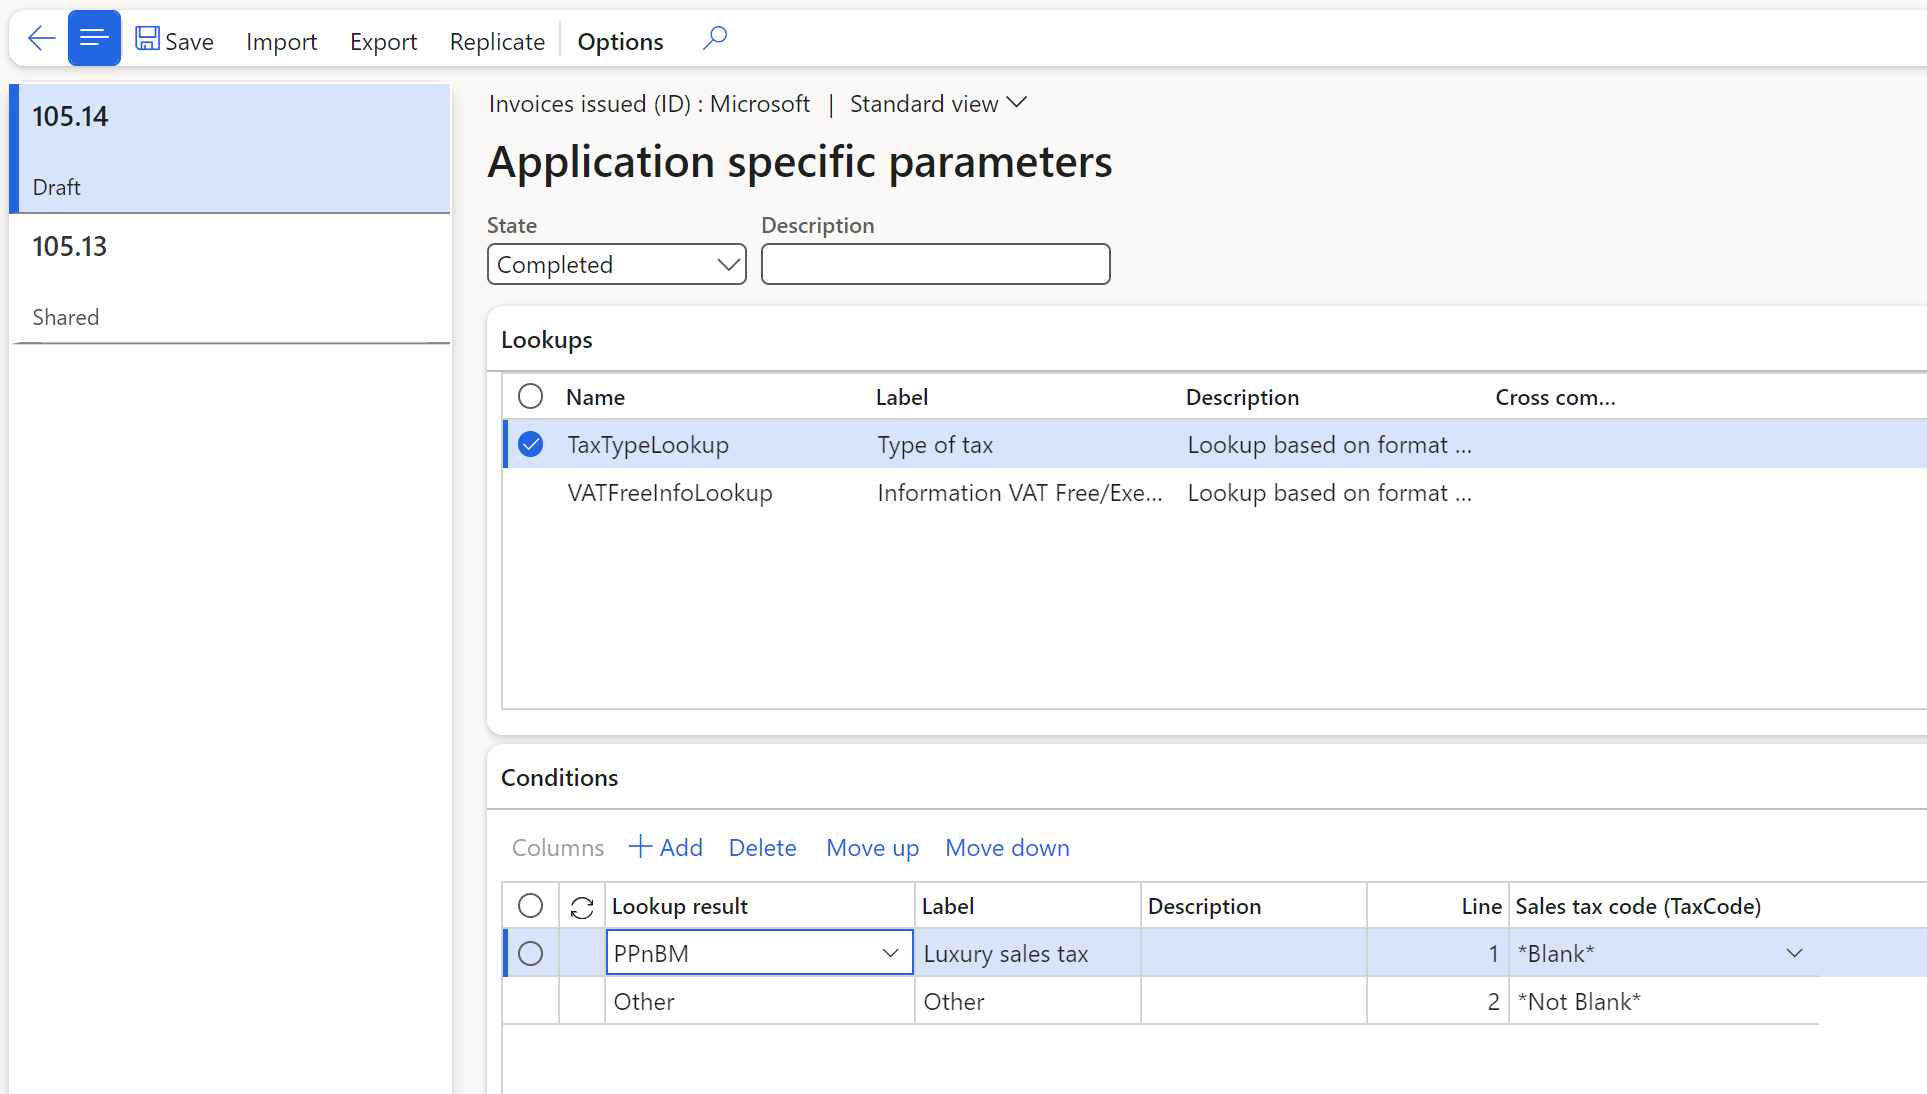 Save Import Export Replicate Options
105.14
Draft
105.13
Shared
Invoices issued (ID) : Microsoft | Standard view
Application specific parameters
State Description
Completed
Lookups
Name Label Description Cross com...
TaxTypeLookup Type of tax Lookup based on format ...
VATFreeInfoLookup Information VAT Free/Exe... Lookup based on format ...
Conditions
Columns Add Delete Move up Move down
Lookup result Label Description Line Sales tax code (TaxCode)
PPnBM Luxury sales tax 1 *Blank*
Other Other 2 *Not Blank*